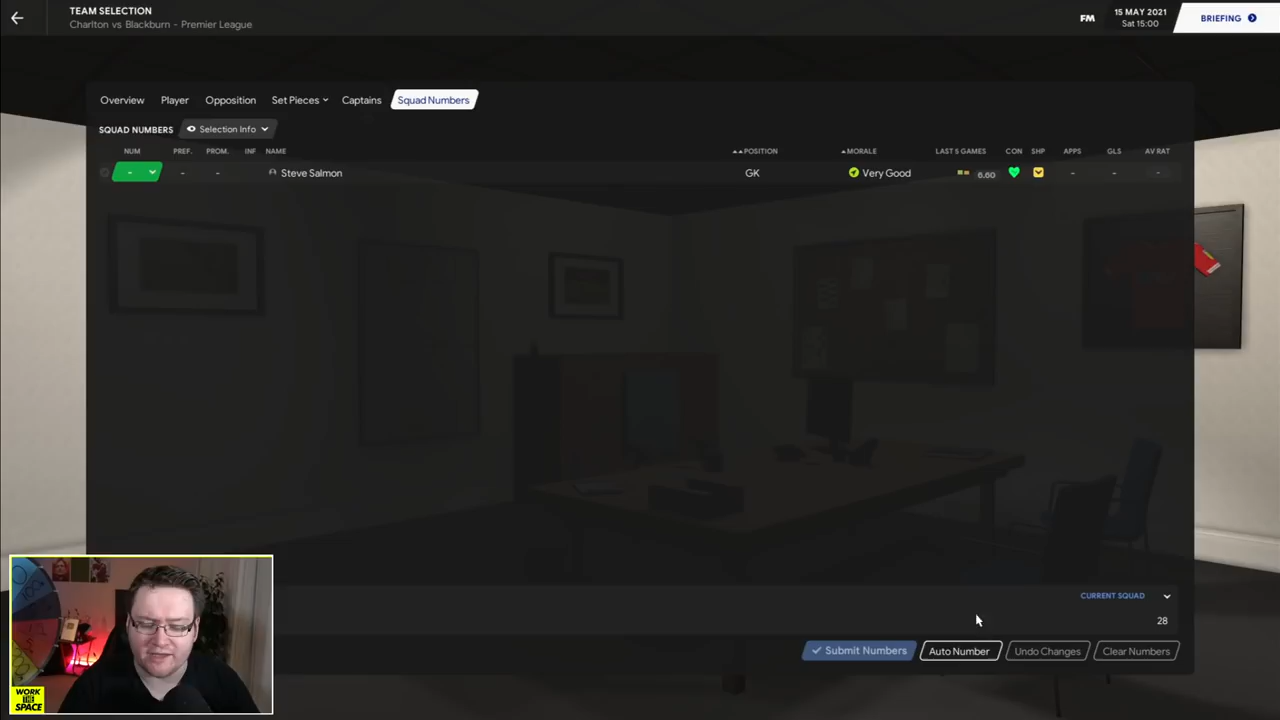 TEAM SELECTION
Charlton vs Blackburn - Premier League
FM
15 MAY 2021
Sat 15:00
BRIEFING
Overview Player Opposition Set Pieces Captains Squad Numbers
SQUAD NUMBERS Selection Info
NUM PREF. PROM. INF NAME POSITION MORALE LAST 5 GAMES CON SHP APPS GLS AV RAT
- - - Steve Salmon GK Very Good 6.60 - - -
CURRENT SQUAD
28
Submit Numbers Auto Number Undo Changes Clear Numbers
WORK
THE
SPACE